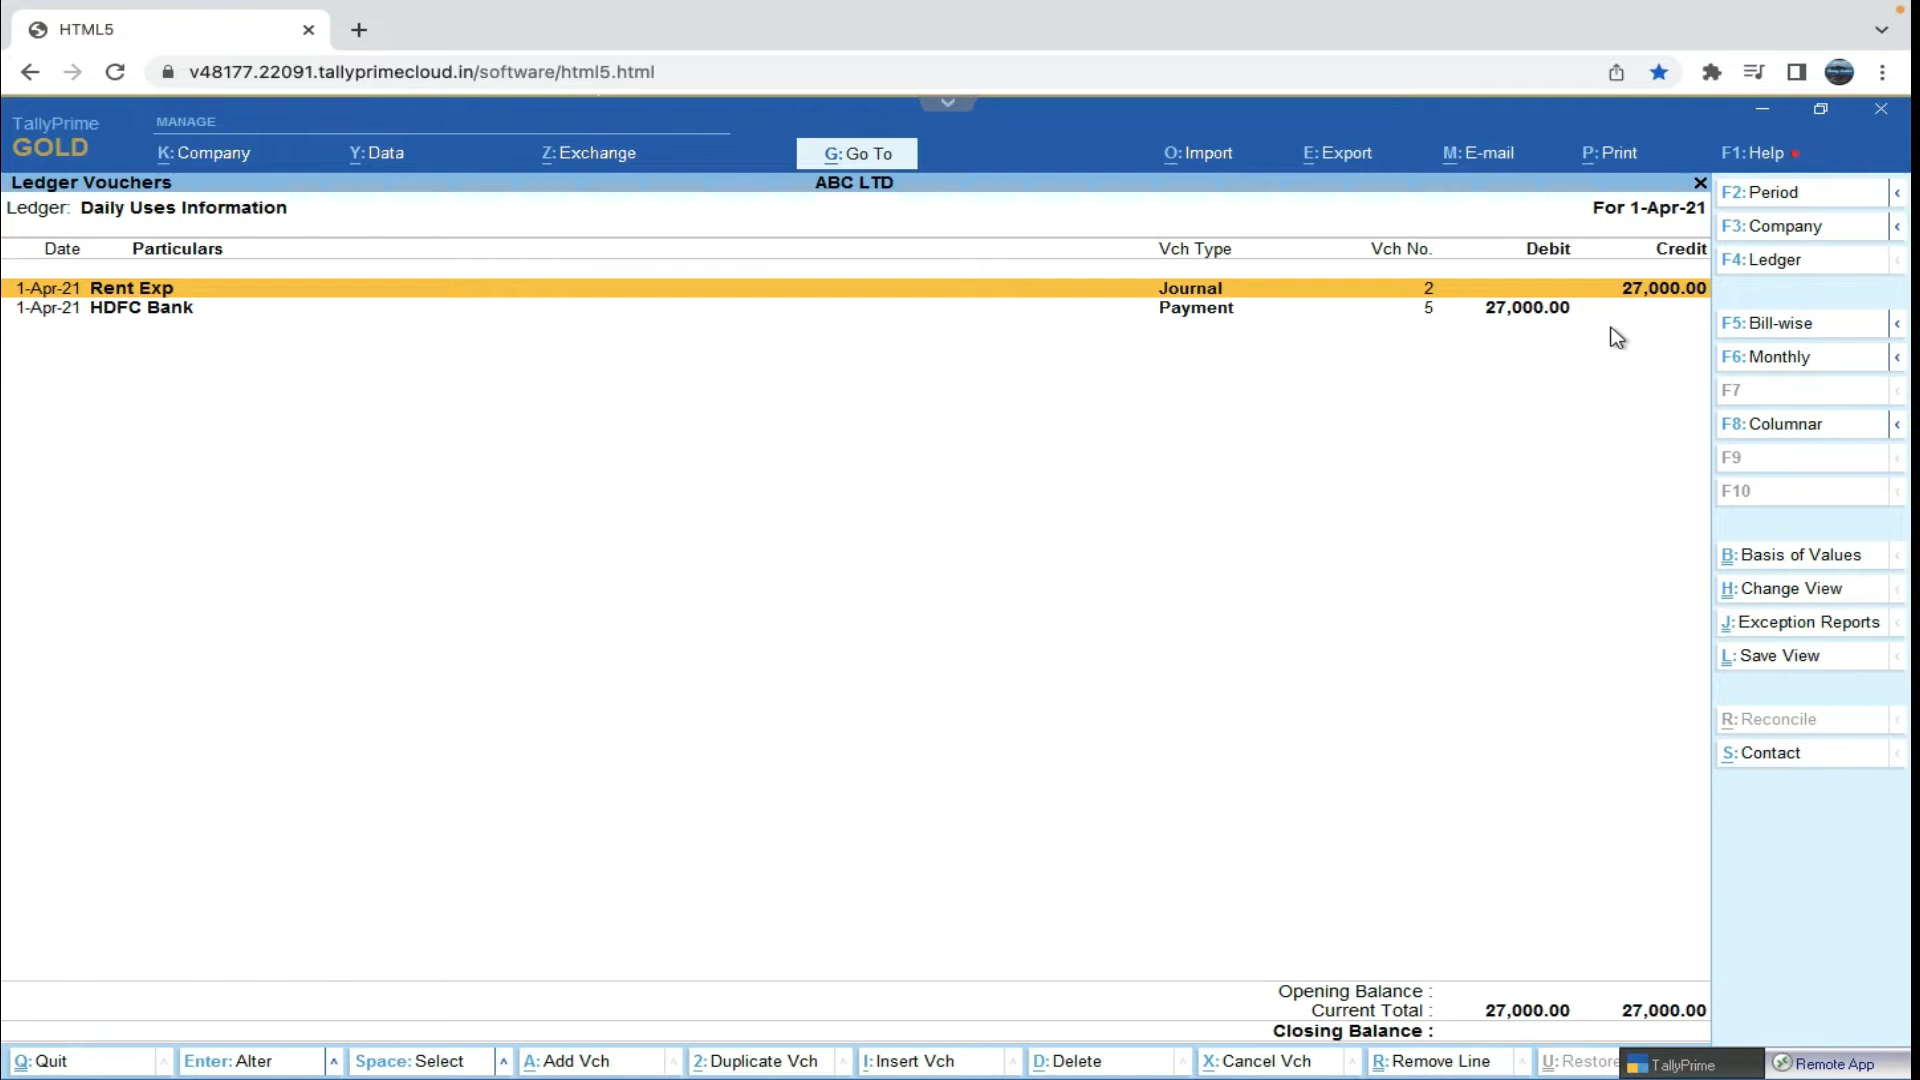 HTML5
v48177.22091.tallyprimecloud.in/software/html5.html
TallyPrime
GOLD
MANAGE
K: Company
Y: Data
Z: Exchange
G: Go To
O: Import
E: Export
M: E-mail
P: Print
F1: Help
Ledger Vouchers
ABC LTD
Ledger: Daily Uses Information
For 1-Apr-21
Date Particulars Vch Type Vch No. Debit Credit
1-Apr-21 Rent Exp Journal 2 27,000.00
1-Apr-21 HDFC Bank Payment 5 27,000.00
Opening Balance :
Current Total : 27,000.00 27,000.00
Closing Balance :
F2: Period
F3: Company
F4: Ledger
F5: Bill-wise
F6: Monthly
F7
F8: Columnar
F9
F10
B: Basis of Values
H: Change View
J: Exception Reports
L: Save View
R: Reconcile
S: Contact
Q: Quit
Enter: Alter
Space: Select
A: Add Vch
2: Duplicate Vch
I: Insert Vch
D: Delete
X: Cancel Vch
R: Remove Line
U: Restore
TallyPrime
Remote App